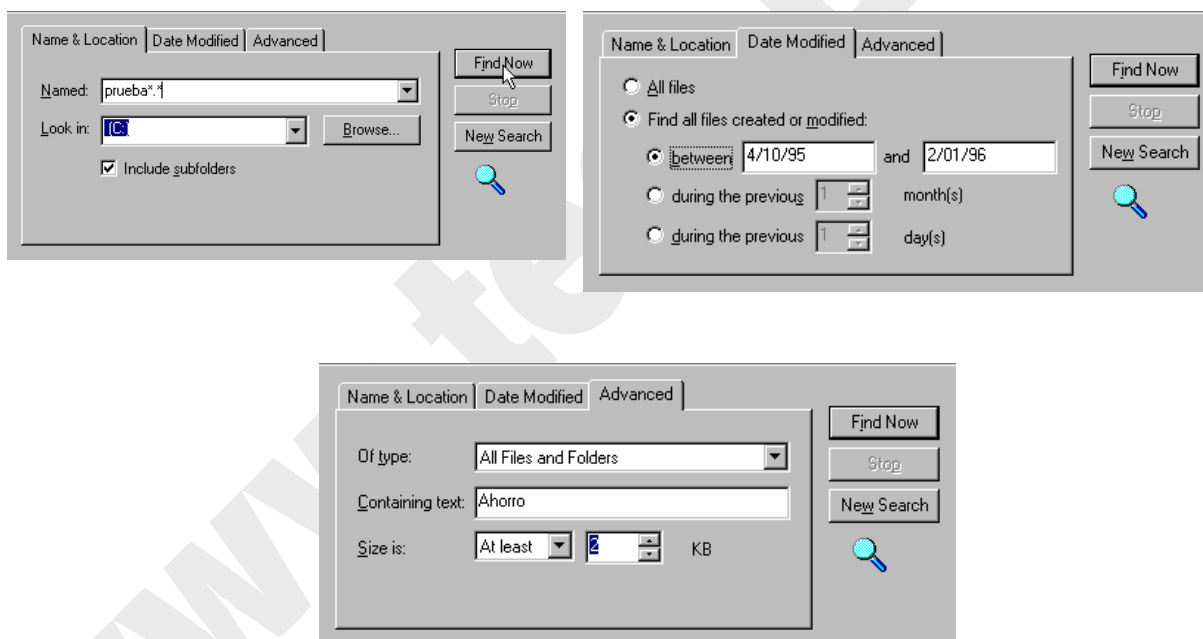 Name & Location Date Modified Advanced
Named: prueba*.*
Look in: (C:)
Browse...
Include subfolders
Find Now
Stop
New Search
Name & Location Date Modified Advanced
All files
Find all files created or modified:
between 4/10/95 and 2/01/96
during the previous 1 month(s)
during the previous 1 day(s)
Find Now
Stop
New Search
Name & Location Date Modified Advanced
Of type: All Files and Folders
Containing text: Ahorro
Size is: At least 2 KB
Find Now
Stop
New Search